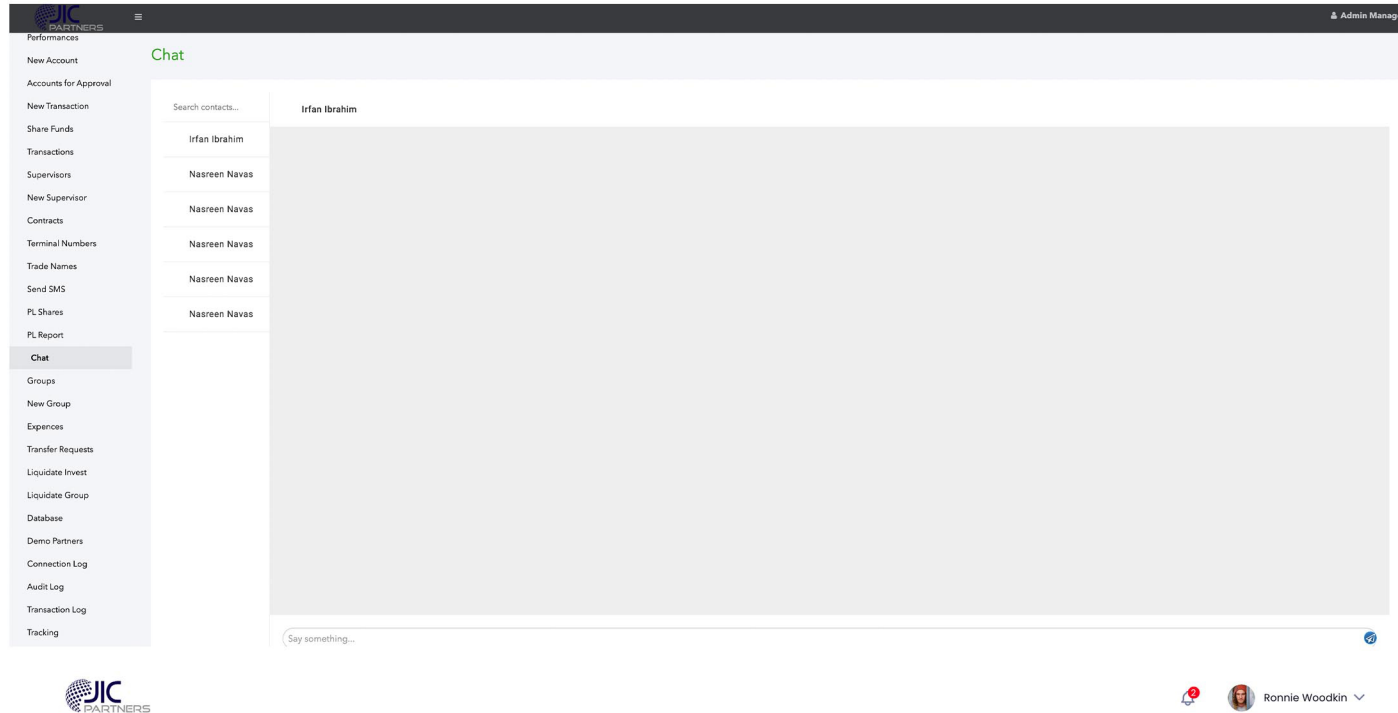 JIC
PARTNERS
Admin Manag
Performances
New Account
Accounts for Approval
New Transaction
Share Funds
Transactions
Supervisors
New Supervisor
Contracts
Terminal Numbers
Trade Names
Send SMS
PL Shares
PL Report
Chat
Groups
New Group
Expences
Transfer Requests
Liquidate Invest
Liquidate Group
Database
Demo Partners
Connection Log
Audit Log
Transaction Log
Tracking
Chat
Search contacts...
Irfan Ibrahim
Nasreen Navas
Nasreen Navas
Nasreen Navas
Nasreen Navas
Nasreen Navas
Irfan Ibrahim
Say something...
JIC
PARTNERS
2
Ronnie Woodkin